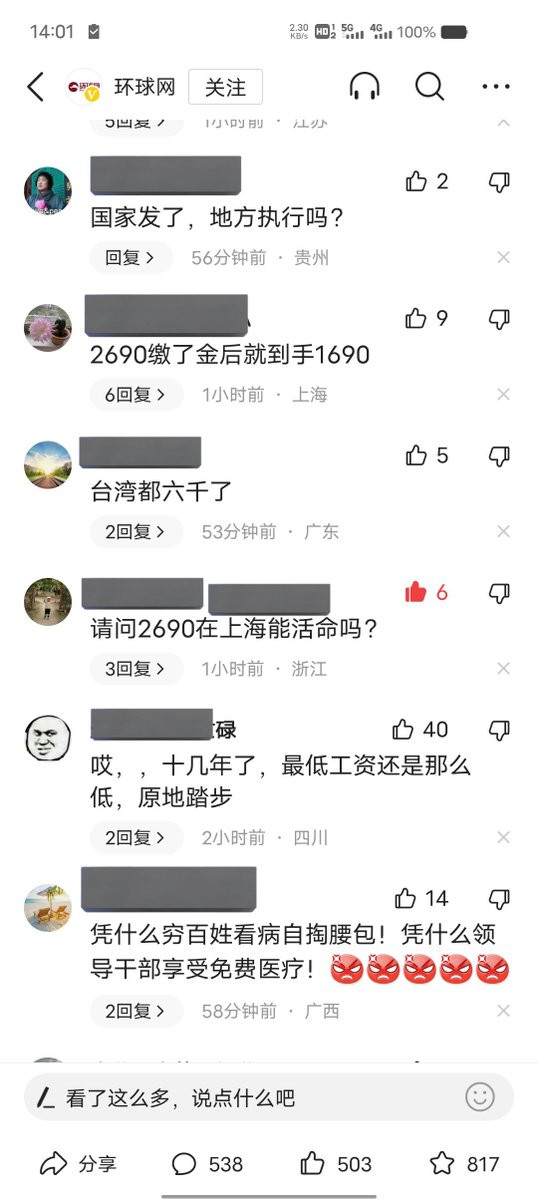 14:01
2.30 KB/s HD 1 2 5G 4G 100%
环球网 关注
5回复 1小时前 · 江苏
2
国家发了，地方执行吗？
回复 56分钟前 · 贵州
9
2690缴了金后就到手1690
6回复 1小时前 · 上海
5
台湾都六千了
2回复 53分钟前 · 广东
6
请问2690在上海能活命吗？
3回复 1小时前 · 浙江
碌 40
哎，，十几年了，最低工资还是那么
低，原地踏步
2回复 2小时前 · 四川
14
凭什么穷百姓看病自掏腰包！凭什么领
导干部享受免费医疗！
2回复 58分钟前 · 广西
看了这么多，说点什么吧
分享 538 503 817